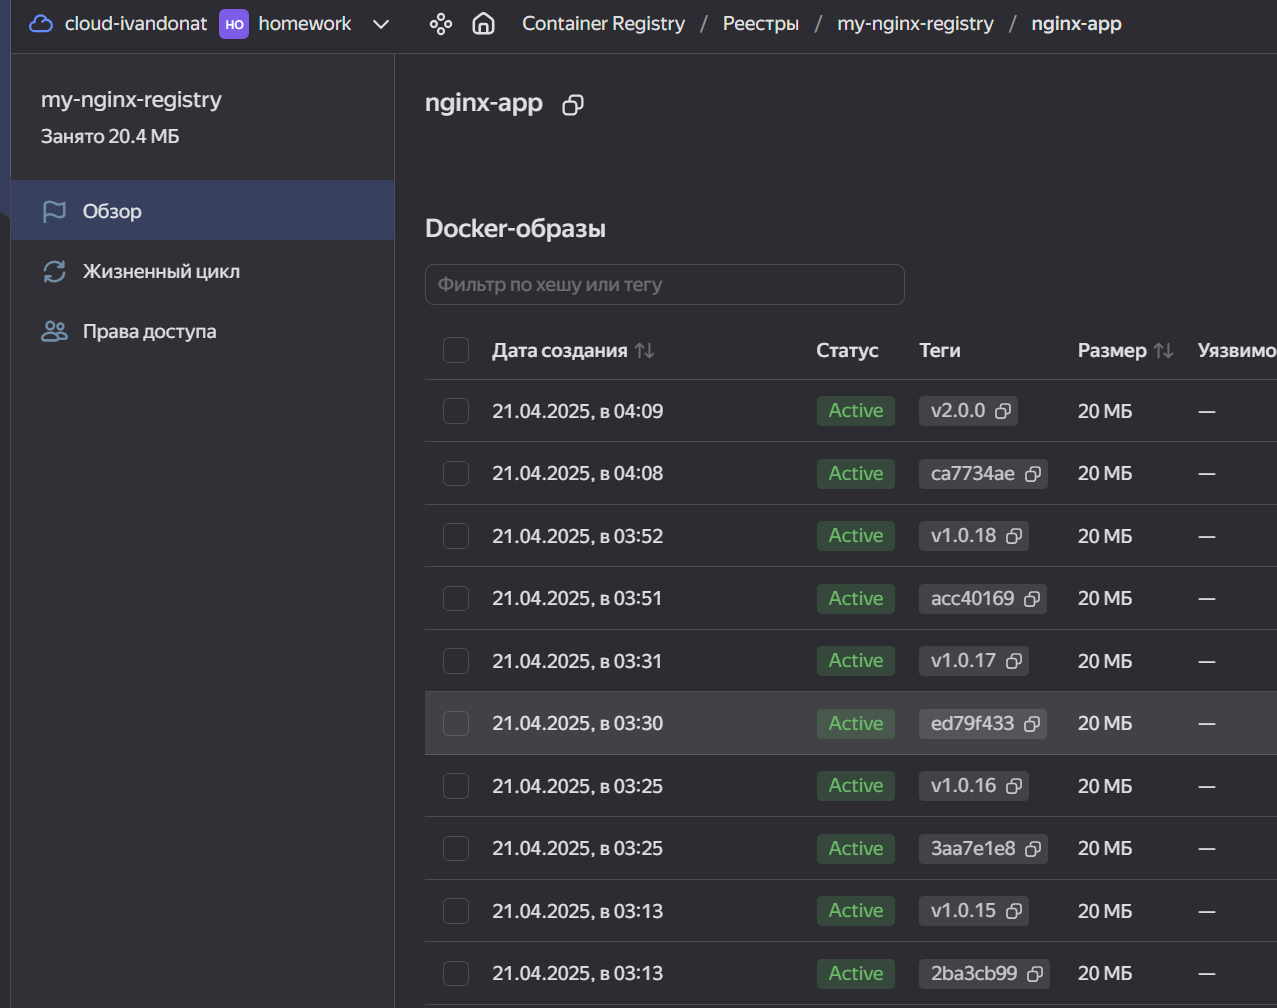 cloud-ivandonat HO homework Container Registry / Реестры / my-nginx-registry / nginx-app
my-nginx-registry
Занято 20.4 МБ
Обзор
Жизненный цикл
Права доступа
nginx-app
Docker-образы
Фильтр по хешу или тегу
Дата создания Статус Теги Размер Уязвимо
21.04.2025, в 04:09 Active v2.0.0 20 МБ —
21.04.2025, в 04:08 Active ca7734ae 20 МБ —
21.04.2025, в 03:52 Active v1.0.18 20 МБ —
21.04.2025, в 03:51 Active acc40169 20 МБ —
21.04.2025, в 03:31 Active v1.0.17 20 МБ —
21.04.2025, в 03:30 Active ed79f433 20 МБ —
21.04.2025, в 03:25 Active v1.0.16 20 МБ —
21.04.2025, в 03:25 Active 3aa7e1e8 20 МБ —
21.04.2025, в 03:13 Active v1.0.15 20 МБ —
21.04.2025, в 03:13 Active 2ba3cb99 20 МБ —